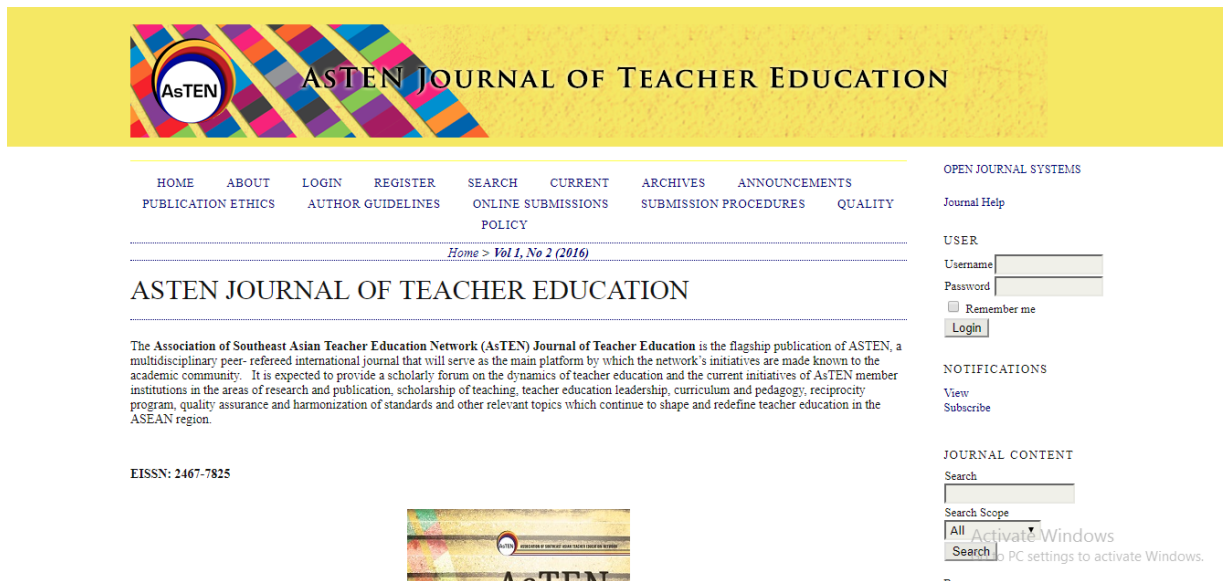 AsTEN
AsTEN Journal of Teacher Education
HOME ABOUT LOGIN REGISTER SEARCH CURRENT ARCHIVES ANNOUNCEMENTS
PUBLICATION ETHICS AUTHOR GUIDELINES ONLINE SUBMISSIONS SUBMISSION PROCEDURES QUALITY
POLICY
Home > Vol 1, No 2 (2016)
ASTEN JOURNAL OF TEACHER EDUCATION
The Association of Southeast Asian Teacher Education Network (AsTEN) Journal of Teacher Education is the flagship publication of ASTEN, a
multidisciplinary peer- refereed international journal that will serve as the main platform by which the network's initiatives are made known to the
academic community. It is expected to provide a scholarly forum on the dynamics of teacher education and the current initiatives of AsTEN member
institutions in the areas of research and publication, scholarship of teaching, teacher education leadership, curriculum and pedagogy, reciprocity
program, quality assurance and harmonization of standards and other relevant topics which continue to shape and redefine teacher education in the
ASEAN region.
EISSN: 2467-7825
AsTEN ASSOCIATION OF SOUTHEAST ASIAN TEACHER EDUCATION NETWORK
AsTEN
OPEN JOURNAL SYSTEMS
Journal Help
USER
Username
Password
Remember me
Login
NOTIFICATIONS
View
Subscribe
JOURNAL CONTENT
Search
Search Scope
All
Search
Activate Windows
to PC settings to activate Windows.